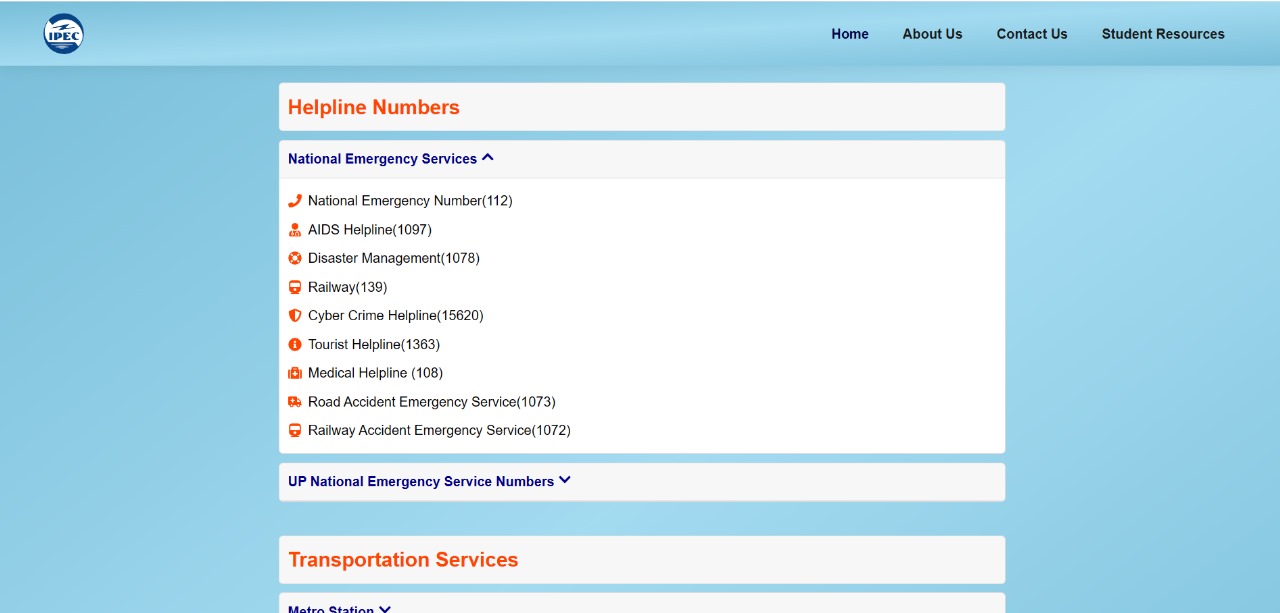 IPEC
Home About Us Contact Us Student Resources
Helpline Numbers
National Emergency Services
National Emergency Number(112)
AIDS Helpline(1097)
Disaster Management(1078)
Railway(139)
Cyber Crime Helpline(15620)
Tourist Helpline(1363)
Medical Helpline (108)
Road Accident Emergency Service(1073)
Railway Accident Emergency Service(1072)
UP National Emergency Service Numbers
Transportation Services
Metro Station